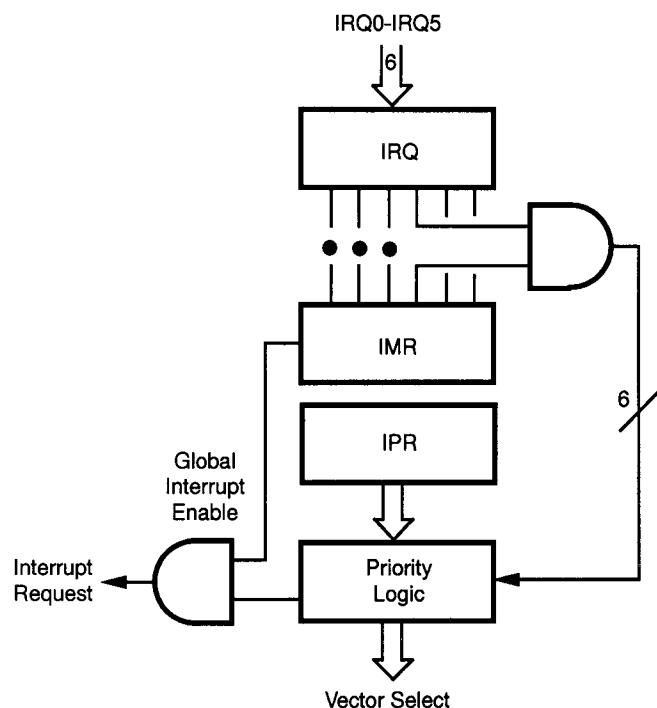 IRQ0-IRQ5
6
IRQ
IMR
6
IPR
Global
Interrupt
Enable
Interrupt
Request
Priority
Logic
Vector Select